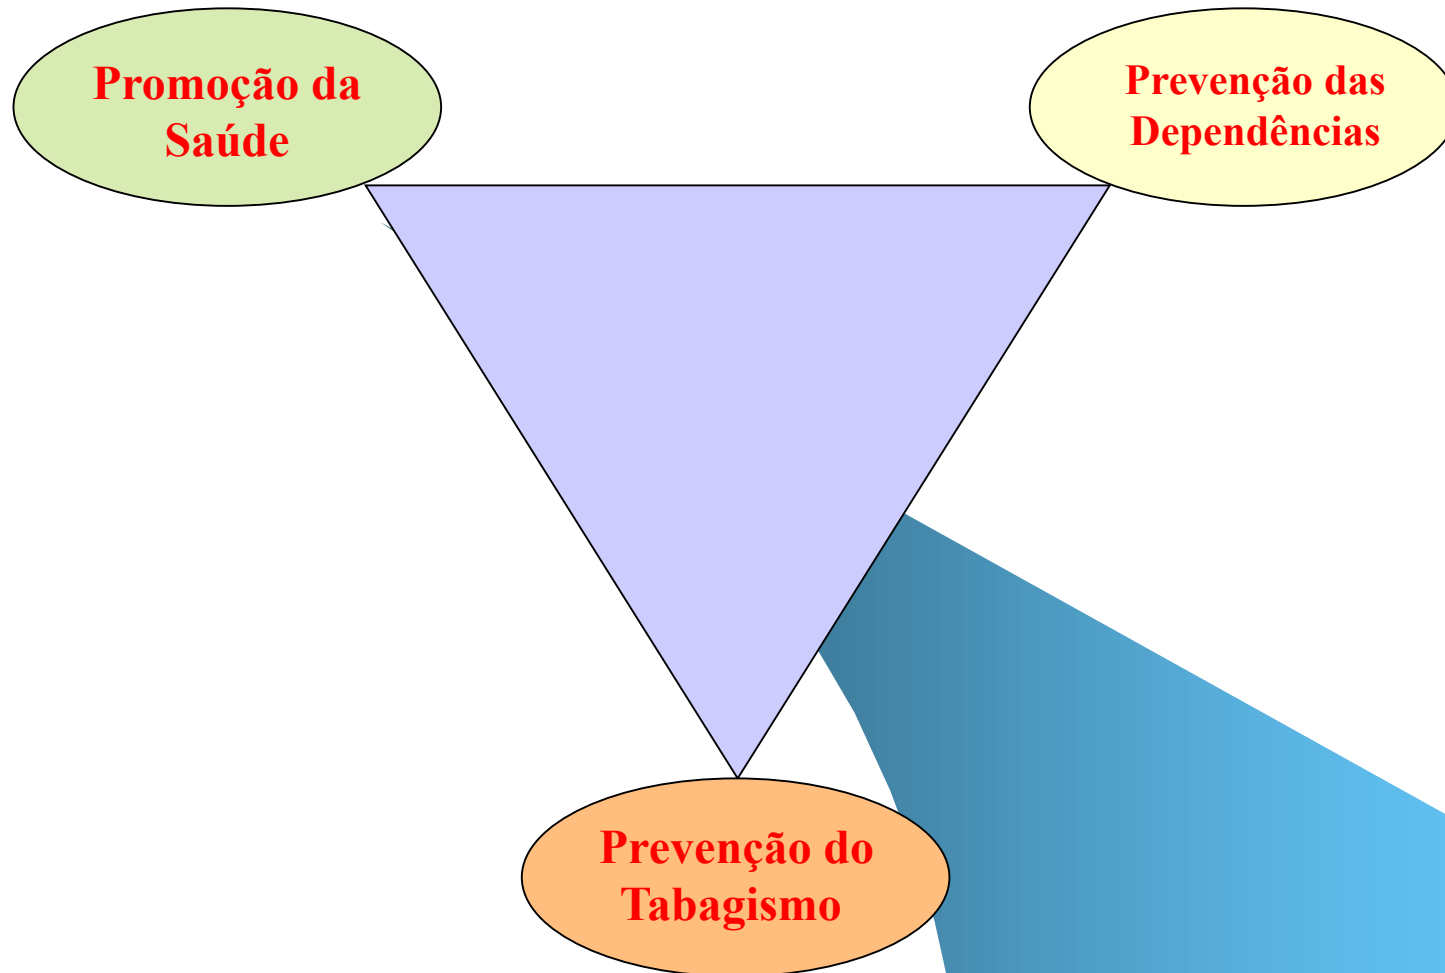 Promoção da
Saúde
Prevenção das
Dependências
Prevenção do
Tabagismo